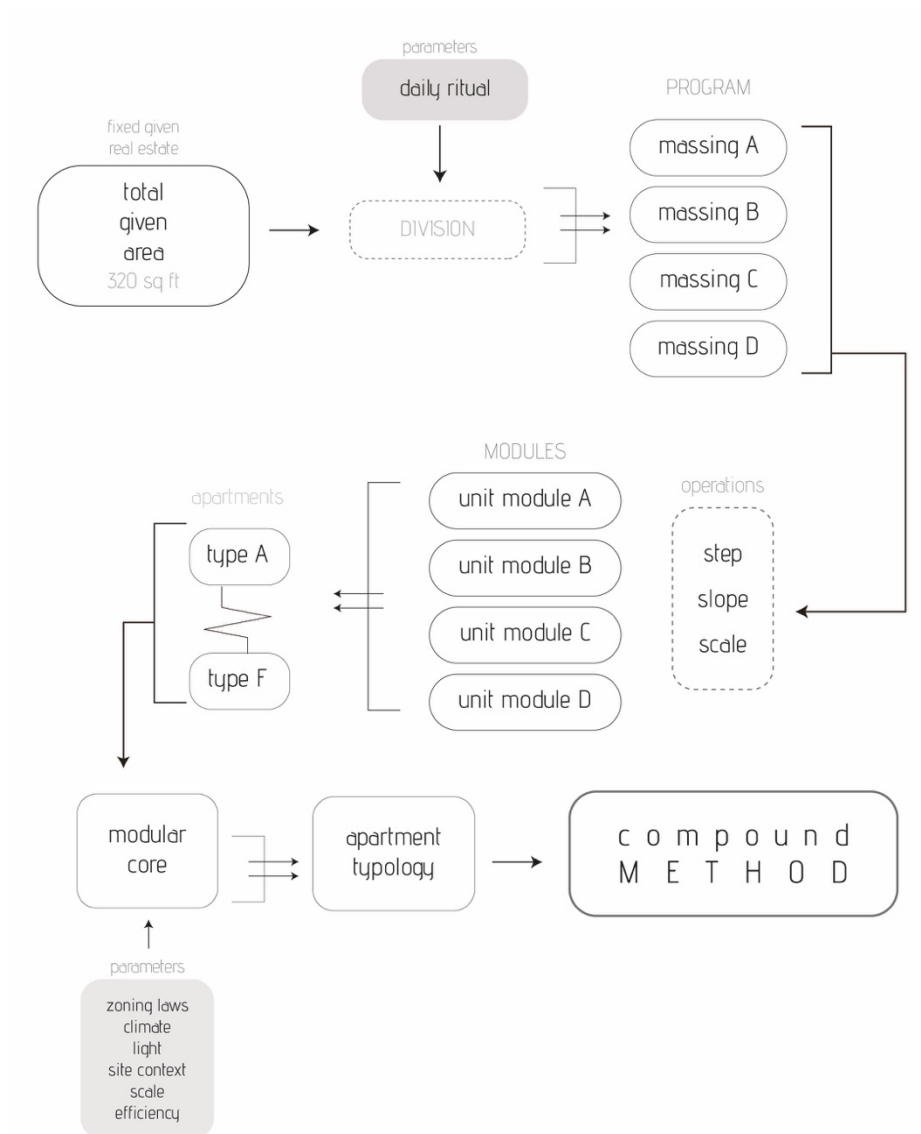 parameters
daily ritual
fixed given
real estate
total
given
area
320 sq ft
DIVISION
PROGRAM
massing A
massing B
massing C
massing D
operations
step
slope
scale
MODULES
unit module A
unit module B
unit module C
unit module D
apartments
type A
type F
modular
core
parameters
zoning laws
climate
light
site context
scale
efficiency
apartment
typology
compound
METHOD